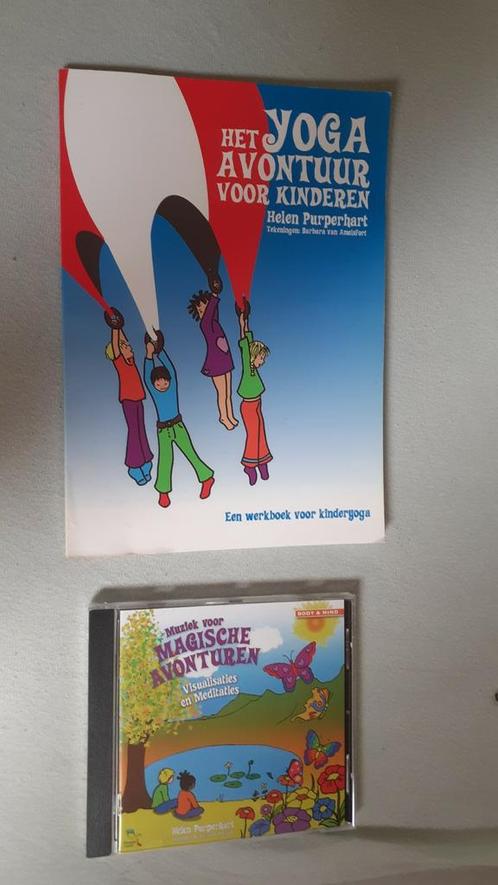 HET YOGA
AVONTUUR
VOOR KINDEREN
Helen Purperhart
Tekeningen: Barbara van Amelsfort
Een werkboek voor kinderyoga
BODY & MIND
Muziek voor
MAGISCHE
AVONTUREN
Visualisaties
en Meditaties
Helen Purperhart